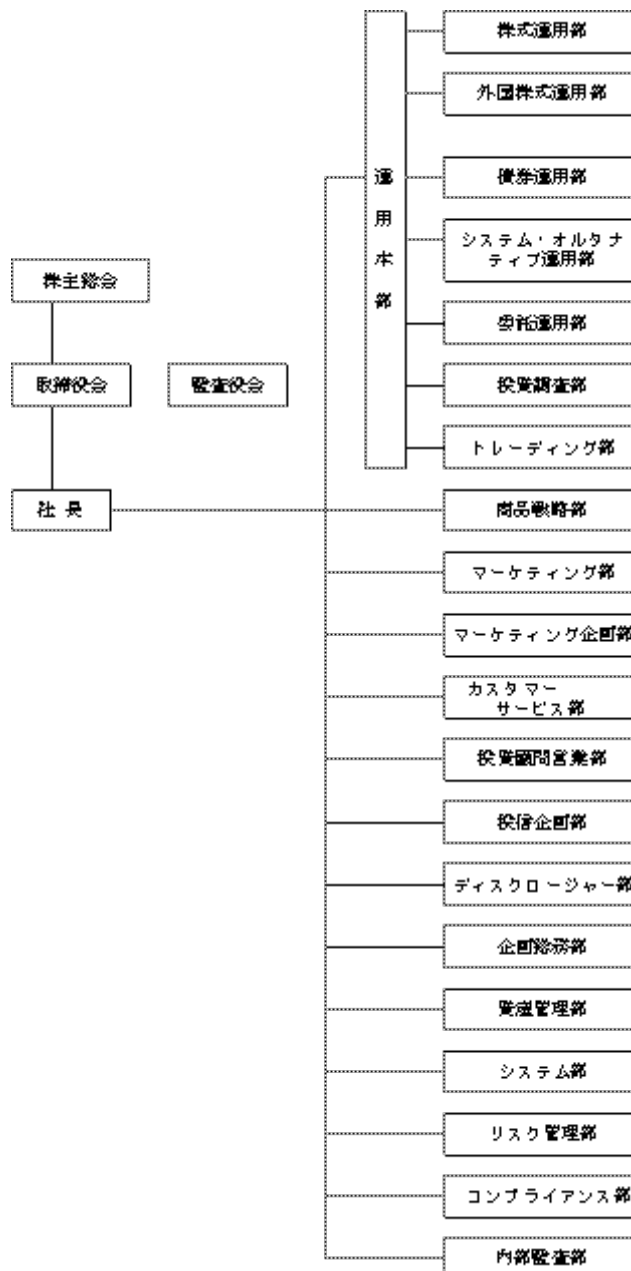 株主総会
取締役会
監査役会
社長
運用本部
株式運用部
外国株式運用部
債券運用部
システム・オルタナ
ティブ運用部
委託運用部
投資調査部
トレーディング部
商品戦略部
マーケティング部
マーケティング企画部
カスタマー
サービス部
投資顧問営業部
投信企画部
ディスクロージャー部
企画総務部
資産管理部
システム部
リスク管理部
コンプライアンス部
内部監査部